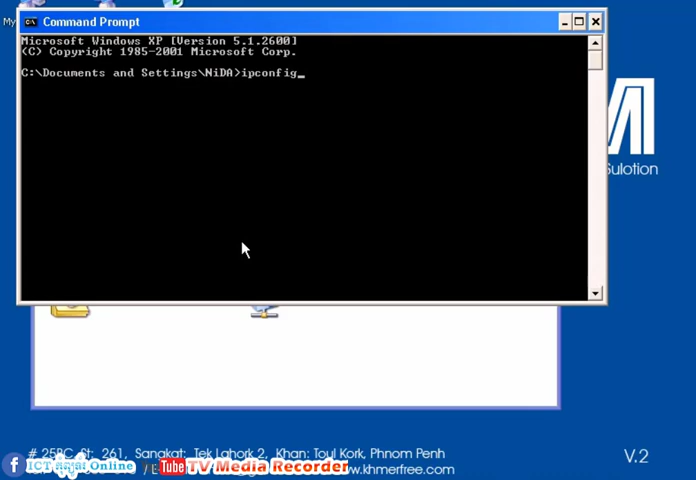 My
Command Prompt
Microsoft Windows XP [Version 5.1.2600]
(C) Copyright 1985-2001 Microsoft Corp.
C:\Documents and Settings\NiDA>ipconfig_
Sulotion
# 258C, St: 261, Sangkat: Tek Lahork 2, Khan: Toul Kork, Phnom Penh
V.2
ICT Online
Tube TV Media Recorder
www.khmerfree.com